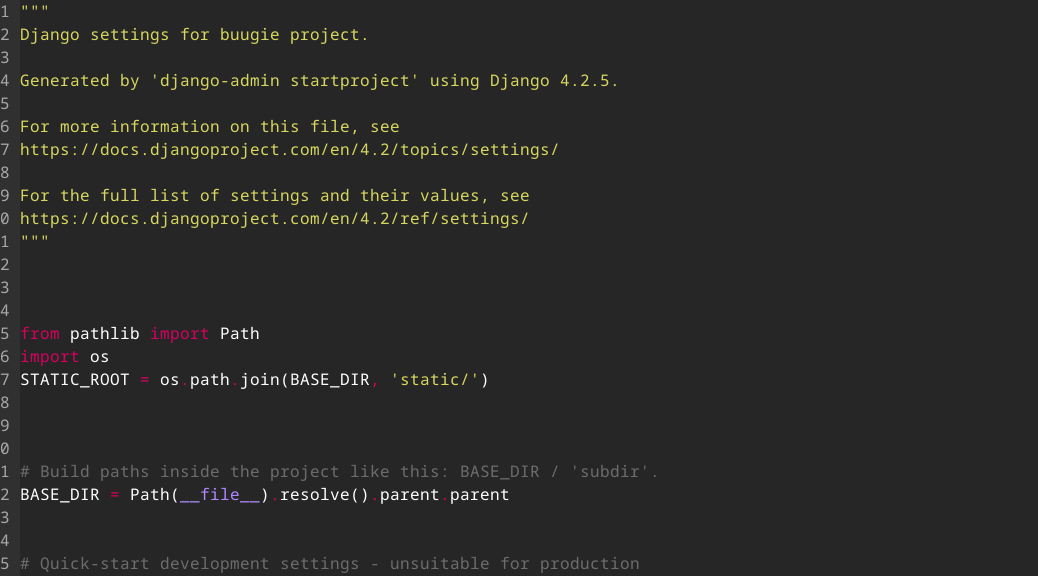 1 """
2 Django settings for buugie project.
3
4 Generated by 'django-admin startproject' using Django 4.2.5.
5
6 For more information on this file, see
7 https://docs.djangoproject.com/en/4.2/topics/settings/
8
9 For the full list of settings and their values, see
0 https://docs.djangoproject.com/en/4.2/ref/settings/
1 """
2
3
4
5 from pathlib import Path
6 import os
7 STATIC_ROOT = os.path.join(BASE_DIR, 'static/')
8
9
0
1 # Build paths inside the project like this: BASE_DIR / 'subdir'.
2 BASE_DIR = Path(__file__).resolve().parent.parent
3
4
5 # Quick-start development settings - unsuitable for production